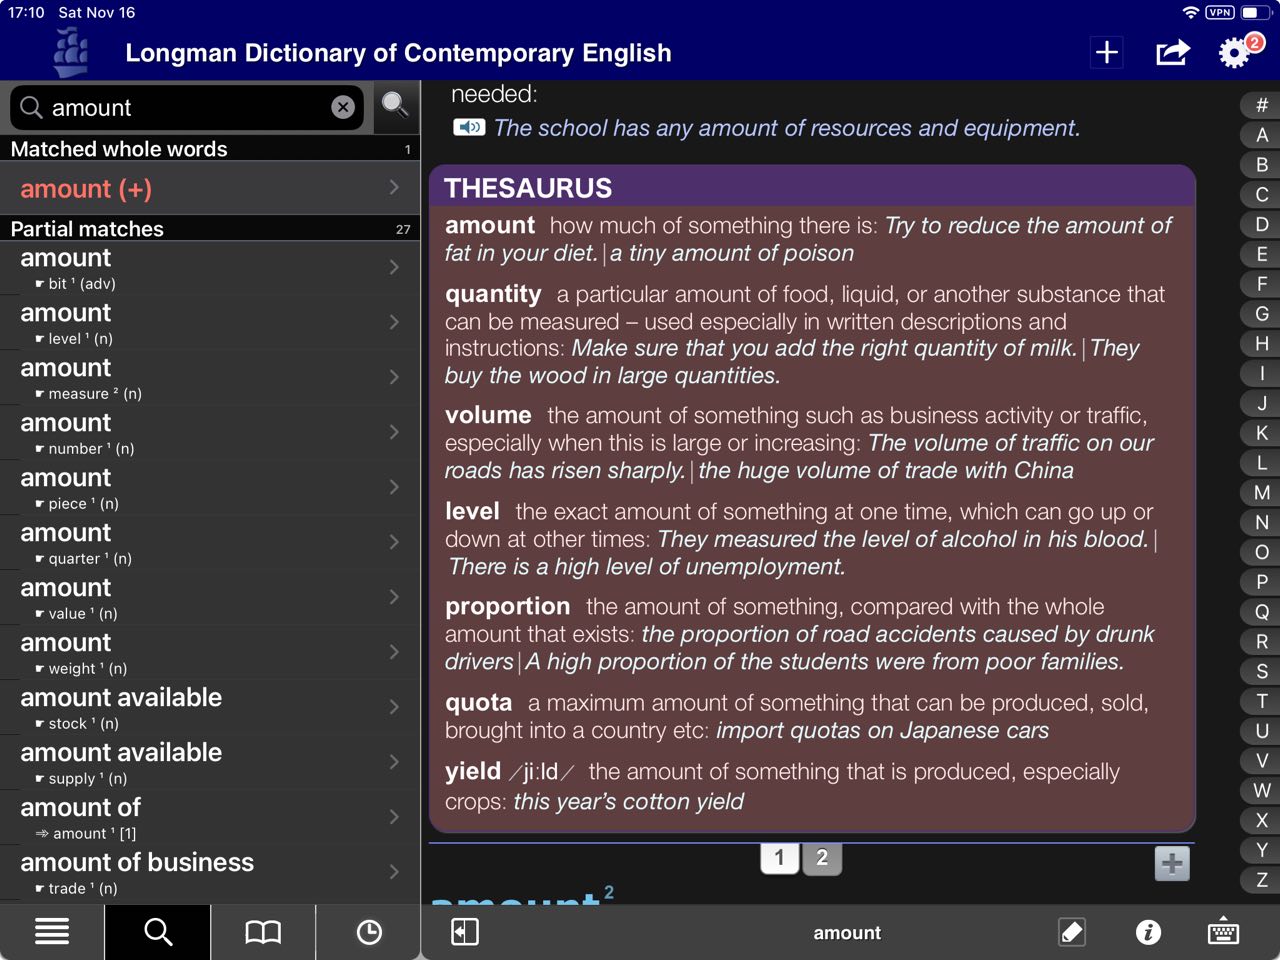 17:10 Sat Nov 16
VPN
Longman Dictionary of Contemporary English
2
amount
Matched whole words 1
amount (+)
Partial matches 27
amount
☛ bit ¹ (adv)
amount
☛ level ¹ (n)
amount
☛ measure ² (n)
amount
☛ number ¹ (n)
amount
☛ piece ¹ (n)
amount
☛ quarter ¹ (n)
amount
☛ value ¹ (n)
amount
☛ weight ¹ (n)
amount available
☛ stock ¹ (n)
amount available
☛ supply ¹ (n)
amount of
⇒ amount ¹ [1]
amount of business
☛ trade ¹ (n)
needed:
The school has any amount of resources and equipment.
THESAURUS
amount how much of something there is: Try to reduce the amount of
fat in your diet. | a tiny amount of poison
quantity a particular amount of food, liquid, or another substance that
can be measured – used especially in written descriptions and
instructions: Make sure that you add the right quantity of milk. | They
buy the wood in large quantities.
volume the amount of something such as business activity or traffic,
especially when this is large or increasing: The volume of traffic on our
roads has risen sharply. | the huge volume of trade with China
level the exact amount of something at one time, which can go up or
down at other times: They measured the level of alcohol in his blood. |
There is a high level of unemployment.
proportion the amount of something, compared with the whole
amount that exists: the proportion of road accidents caused by drunk
drivers | A high proportion of the students were from poor families.
quota a maximum amount of something that can be produced, sold,
brought into a country etc: import quotas on Japanese cars
yield /jiːld/ the amount of something that is produced, especially
crops: this year's cotton yield
1 2
amount ²
amount
#
A
B
C
D
E
F
G
H
I
J
K
L
M
N
O
P
Q
R
S
T
U
V
W
X
Y
Z